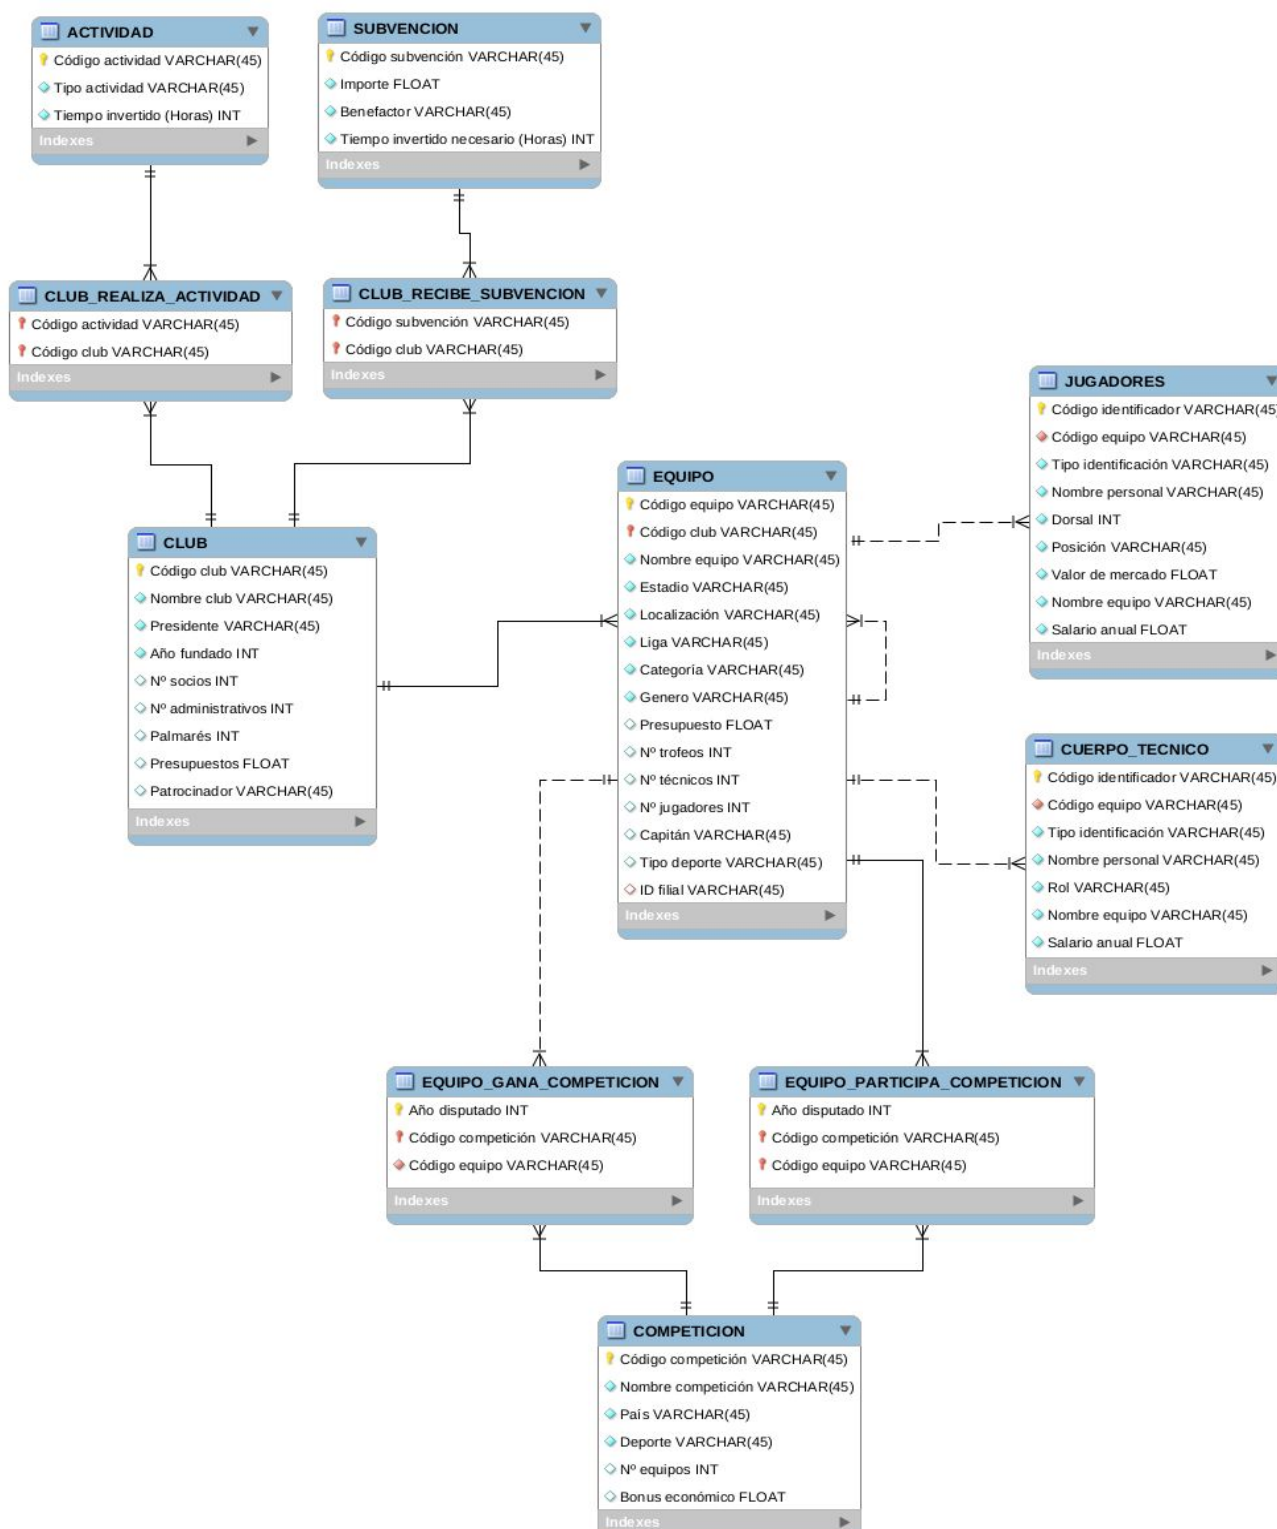 ACTIVIDAD
Código actividad VARCHAR(45)
Tipo actividad VARCHAR(45)
Tiempo invertido (Horas) INT
Indexes
SUBVENCION
Código subvención VARCHAR(45)
Importe FLOAT
Benefactor VARCHAR(45)
Tiempo invertido necesario (Horas) INT
Indexes
CLUB_REALIZA_ACTIVIDAD
Código actividad VARCHAR(45)
Código club VARCHAR(45)
Indexes
CLUB_RECIBE_SUBVENCION
Código subvención VARCHAR(45)
Código club VARCHAR(45)
Indexes
CLUB
Código club VARCHAR(45)
Nombre club VARCHAR(45)
Presidente VARCHAR(45)
Año fundado INT
Nº socios INT
Nº administrativos INT
Palmarés INT
Presupuestos FLOAT
Patrocinador VARCHAR(45)
Indexes
EQUIPO
Código equipo VARCHAR(45)
Código club VARCHAR(45)
Nombre equipo VARCHAR(45)
Estadio VARCHAR(45)
Localización VARCHAR(45)
Liga VARCHAR(45)
Categoría VARCHAR(45)
Genero VARCHAR(45)
Presupuesto FLOAT
Nº trofeos INT
Nº técnicos INT
Nº jugadores INT
Capitán VARCHAR(45)
Tipo deporte VARCHAR(45)
ID filial VARCHAR(45)
Indexes
JUGADORES
Código identificador VARCHAR(45)
Código equipo VARCHAR(45)
Tipo identificación VARCHAR(45)
Nombre personal VARCHAR(45)
Dorsal INT
Posición VARCHAR(45)
Valor de mercado FLOAT
Nombre equipo VARCHAR(45)
Salario anual FLOAT
Indexes
CUERPO_TECNICO
Código identificador VARCHAR(45)
Código equipo VARCHAR(45)
Tipo identificación VARCHAR(45)
Nombre personal VARCHAR(45)
Rol VARCHAR(45)
Nombre equipo VARCHAR(45)
Salario anual FLOAT
Indexes
EQUIPO_GANA_COMPETICION
Año disputado INT
Código competición VARCHAR(45)
Código equipo VARCHAR(45)
Indexes
EQUIPO_PARTICIPA_COMPETICION
Año disputado INT
Código competición VARCHAR(45)
Código equipo VARCHAR(45)
Indexes
COMPETICION
Código competición VARCHAR(45)
Nombre competición VARCHAR(45)
País VARCHAR(45)
Deporte VARCHAR(45)
Nº equipos INT
Bonus económico FLOAT
Indexes